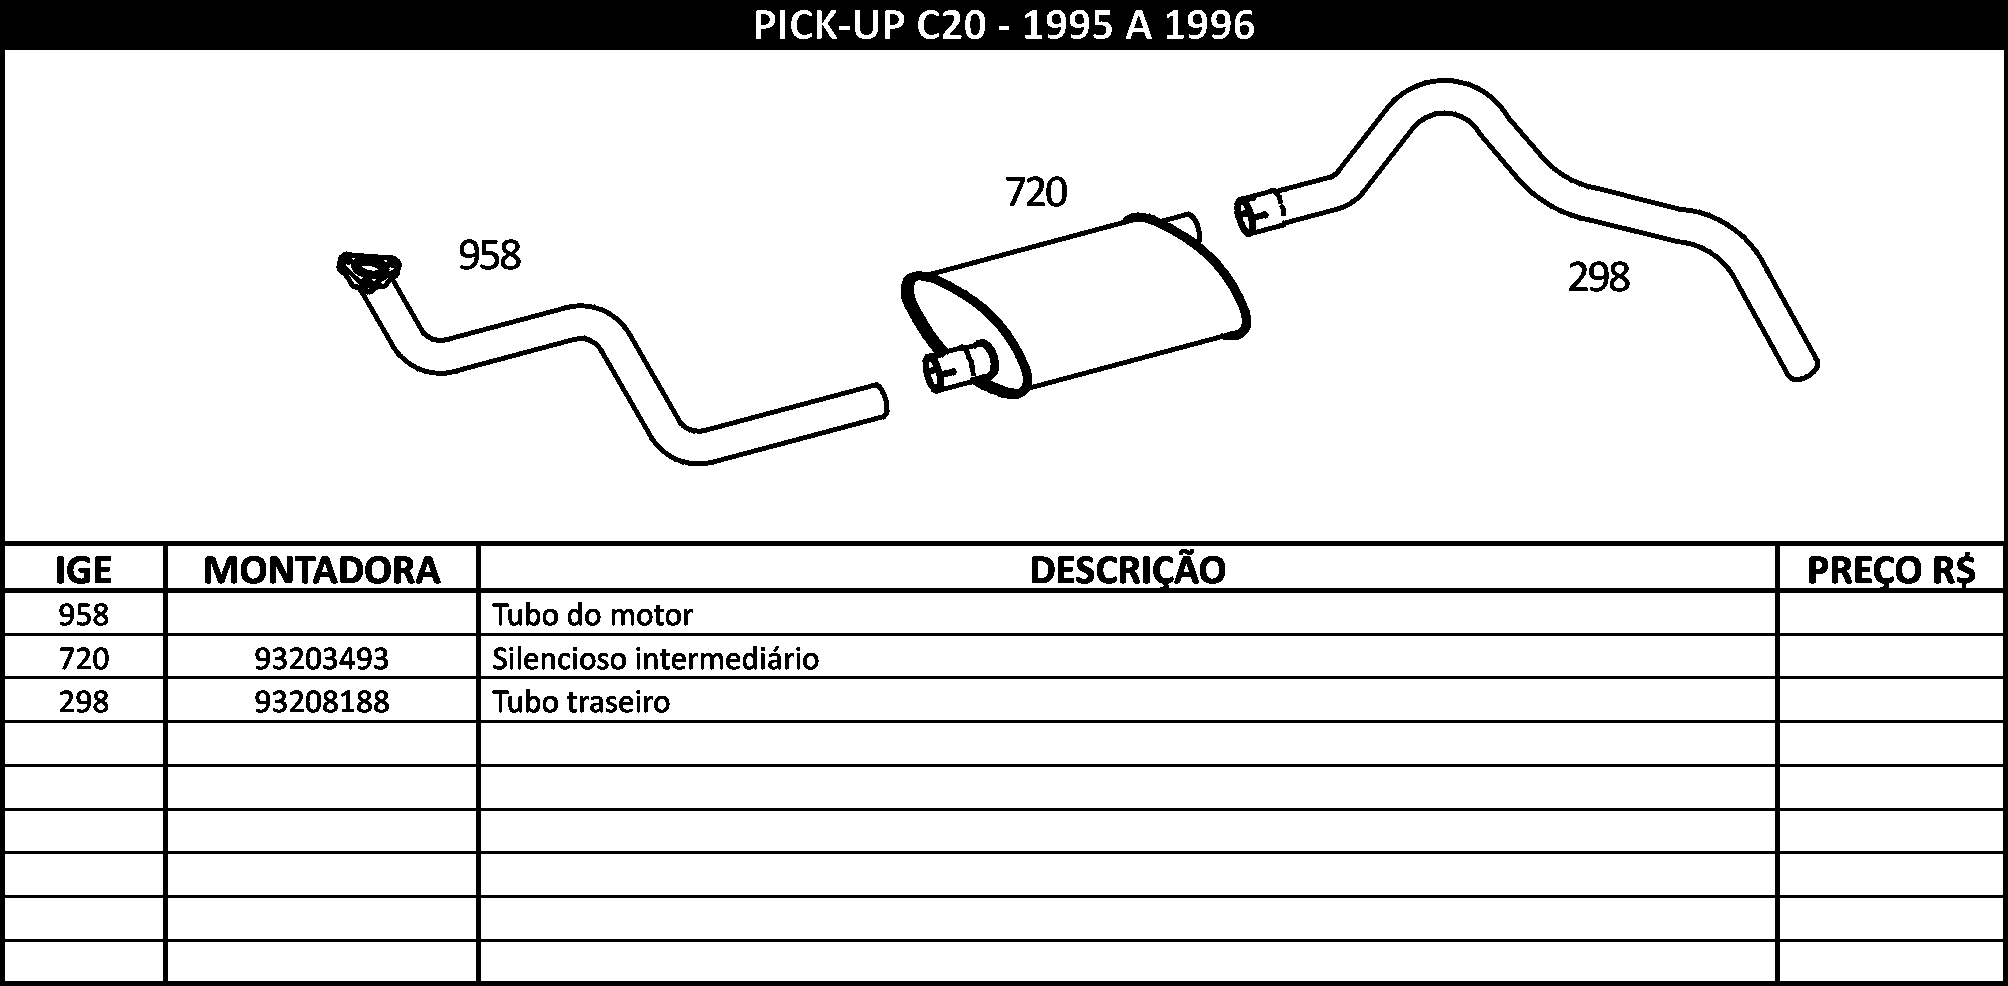 PICK-UP C20 - 1995 A 1996
720
958
298
IGE MONTADORA DESCRIÇÃO PREÇO R$
958 Tubo do motor
720 93203493 Silencioso intermediário
298 93208188 Tubo traseiro